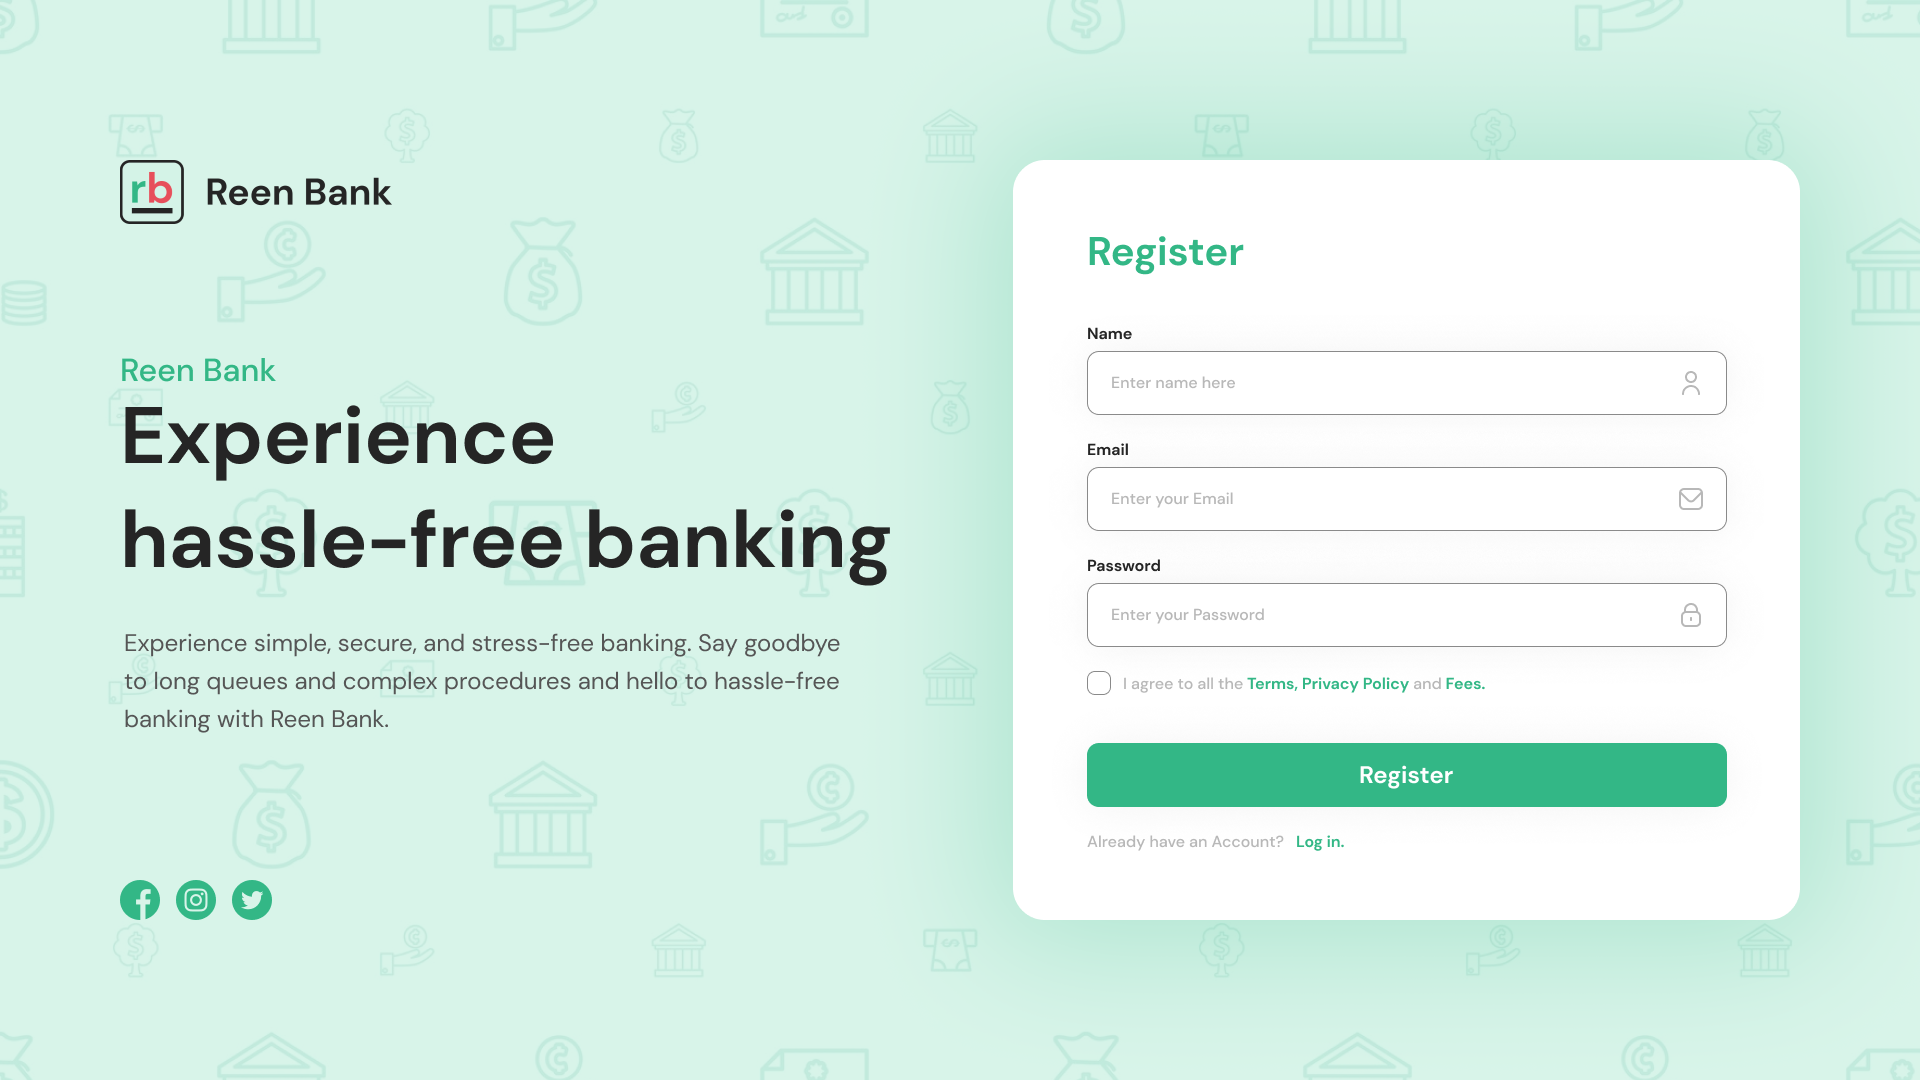 rb
Reen Bank
Reen Bank
Experience
hassle-free banking
Experience simple, secure, and stress-free banking. Say goodbye
to long queues and complex procedures and hello to hassle-free
banking with Reen Bank.
Register
Name
Enter name here
Email
Enter your Email
Password
Enter your Password
I agree to all the Terms, Privacy Policy and Fees.
Register
Already have an Account? Log in.